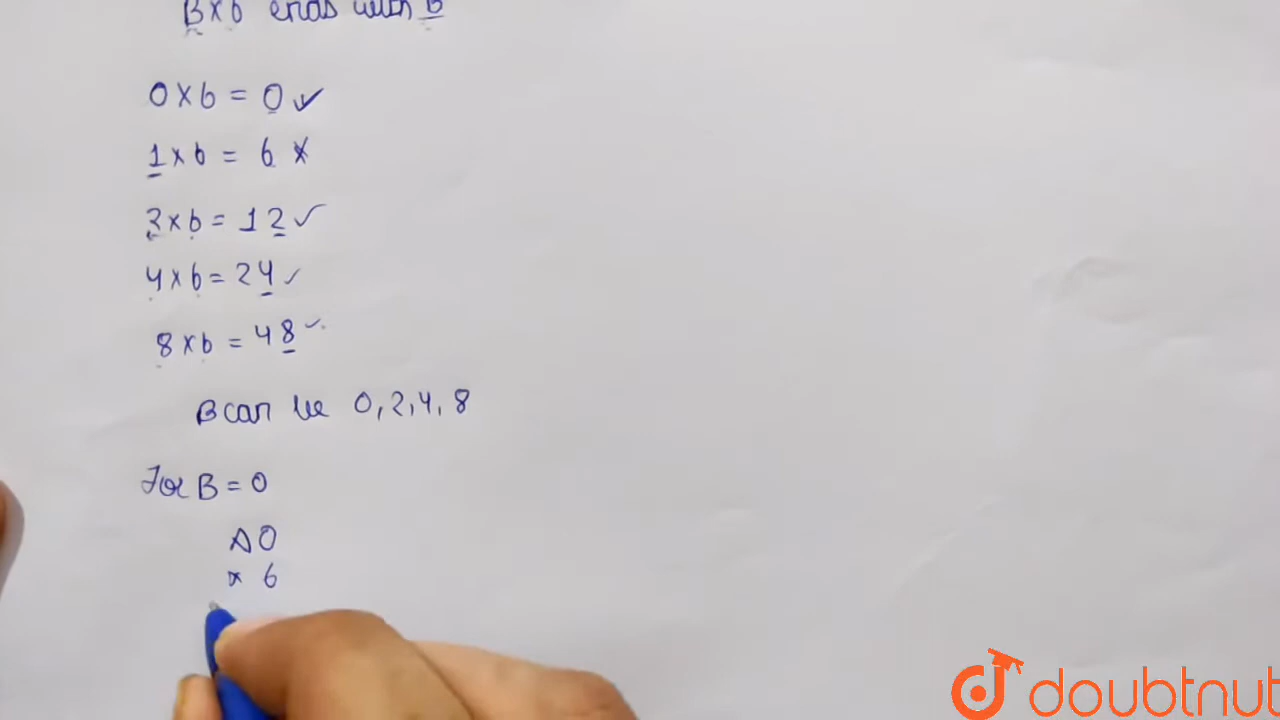 B×6 ends with B
0×6 = 0 ✓
1×6 = 6 ×
2×6 = 12 ✓
4×6 = 24 ✓
8×6 = 48 ✓
B can be 0,2,4,8
For B = 0
A0
× 6
doubtnut